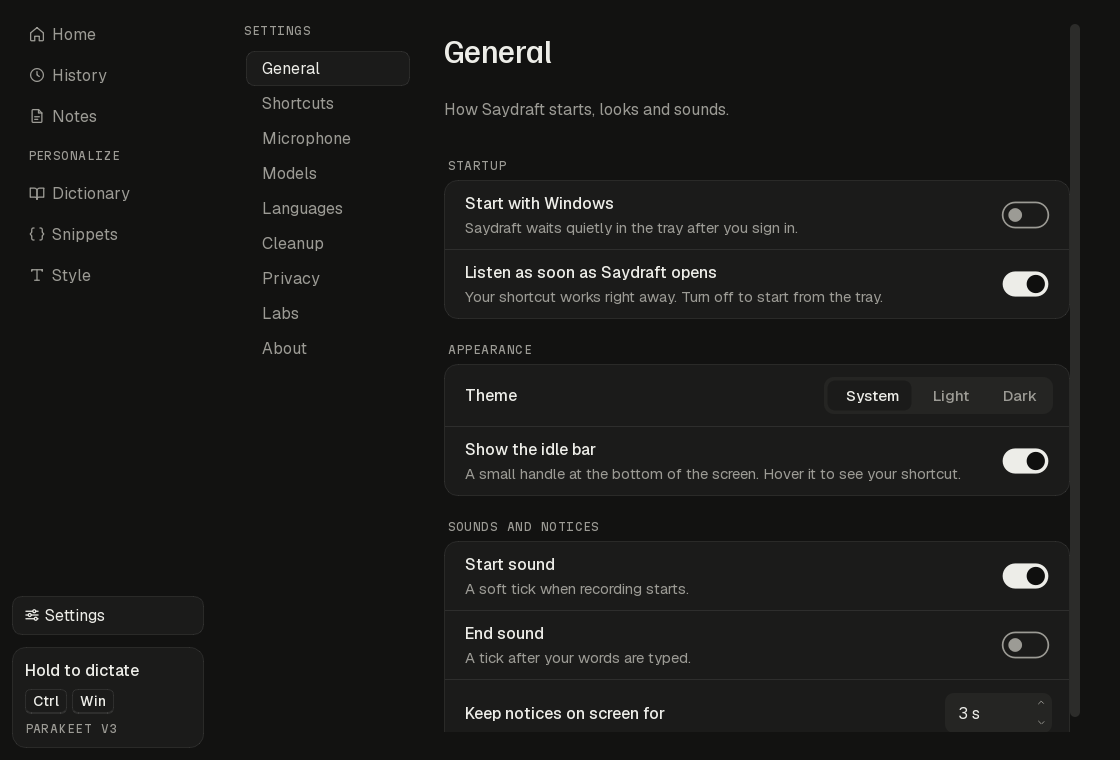 Home
History
Notes
PERSONALIZE
Dictionary
Snippets
Style
Settings
Hold to dictate
Ctrl Win
PARAKEET V3
SETTINGS
General
Shortcuts
Microphone
Models
Languages
Cleanup
Privacy
Labs
About
General
How Saydraft starts, looks and sounds.
STARTUP
Start with Windows
Saydraft waits quietly in the tray after you sign in.
Listen as soon as Saydraft opens
Your shortcut works right away. Turn off to start from the tray.
APPEARANCE
Theme System Light Dark
Show the idle bar
A small handle at the bottom of the screen. Hover it to see your shortcut.
SOUNDS AND NOTICES
Start sound
A soft tick when recording starts.
End sound
A tick after your words are typed.
Keep notices on screen for 3 s